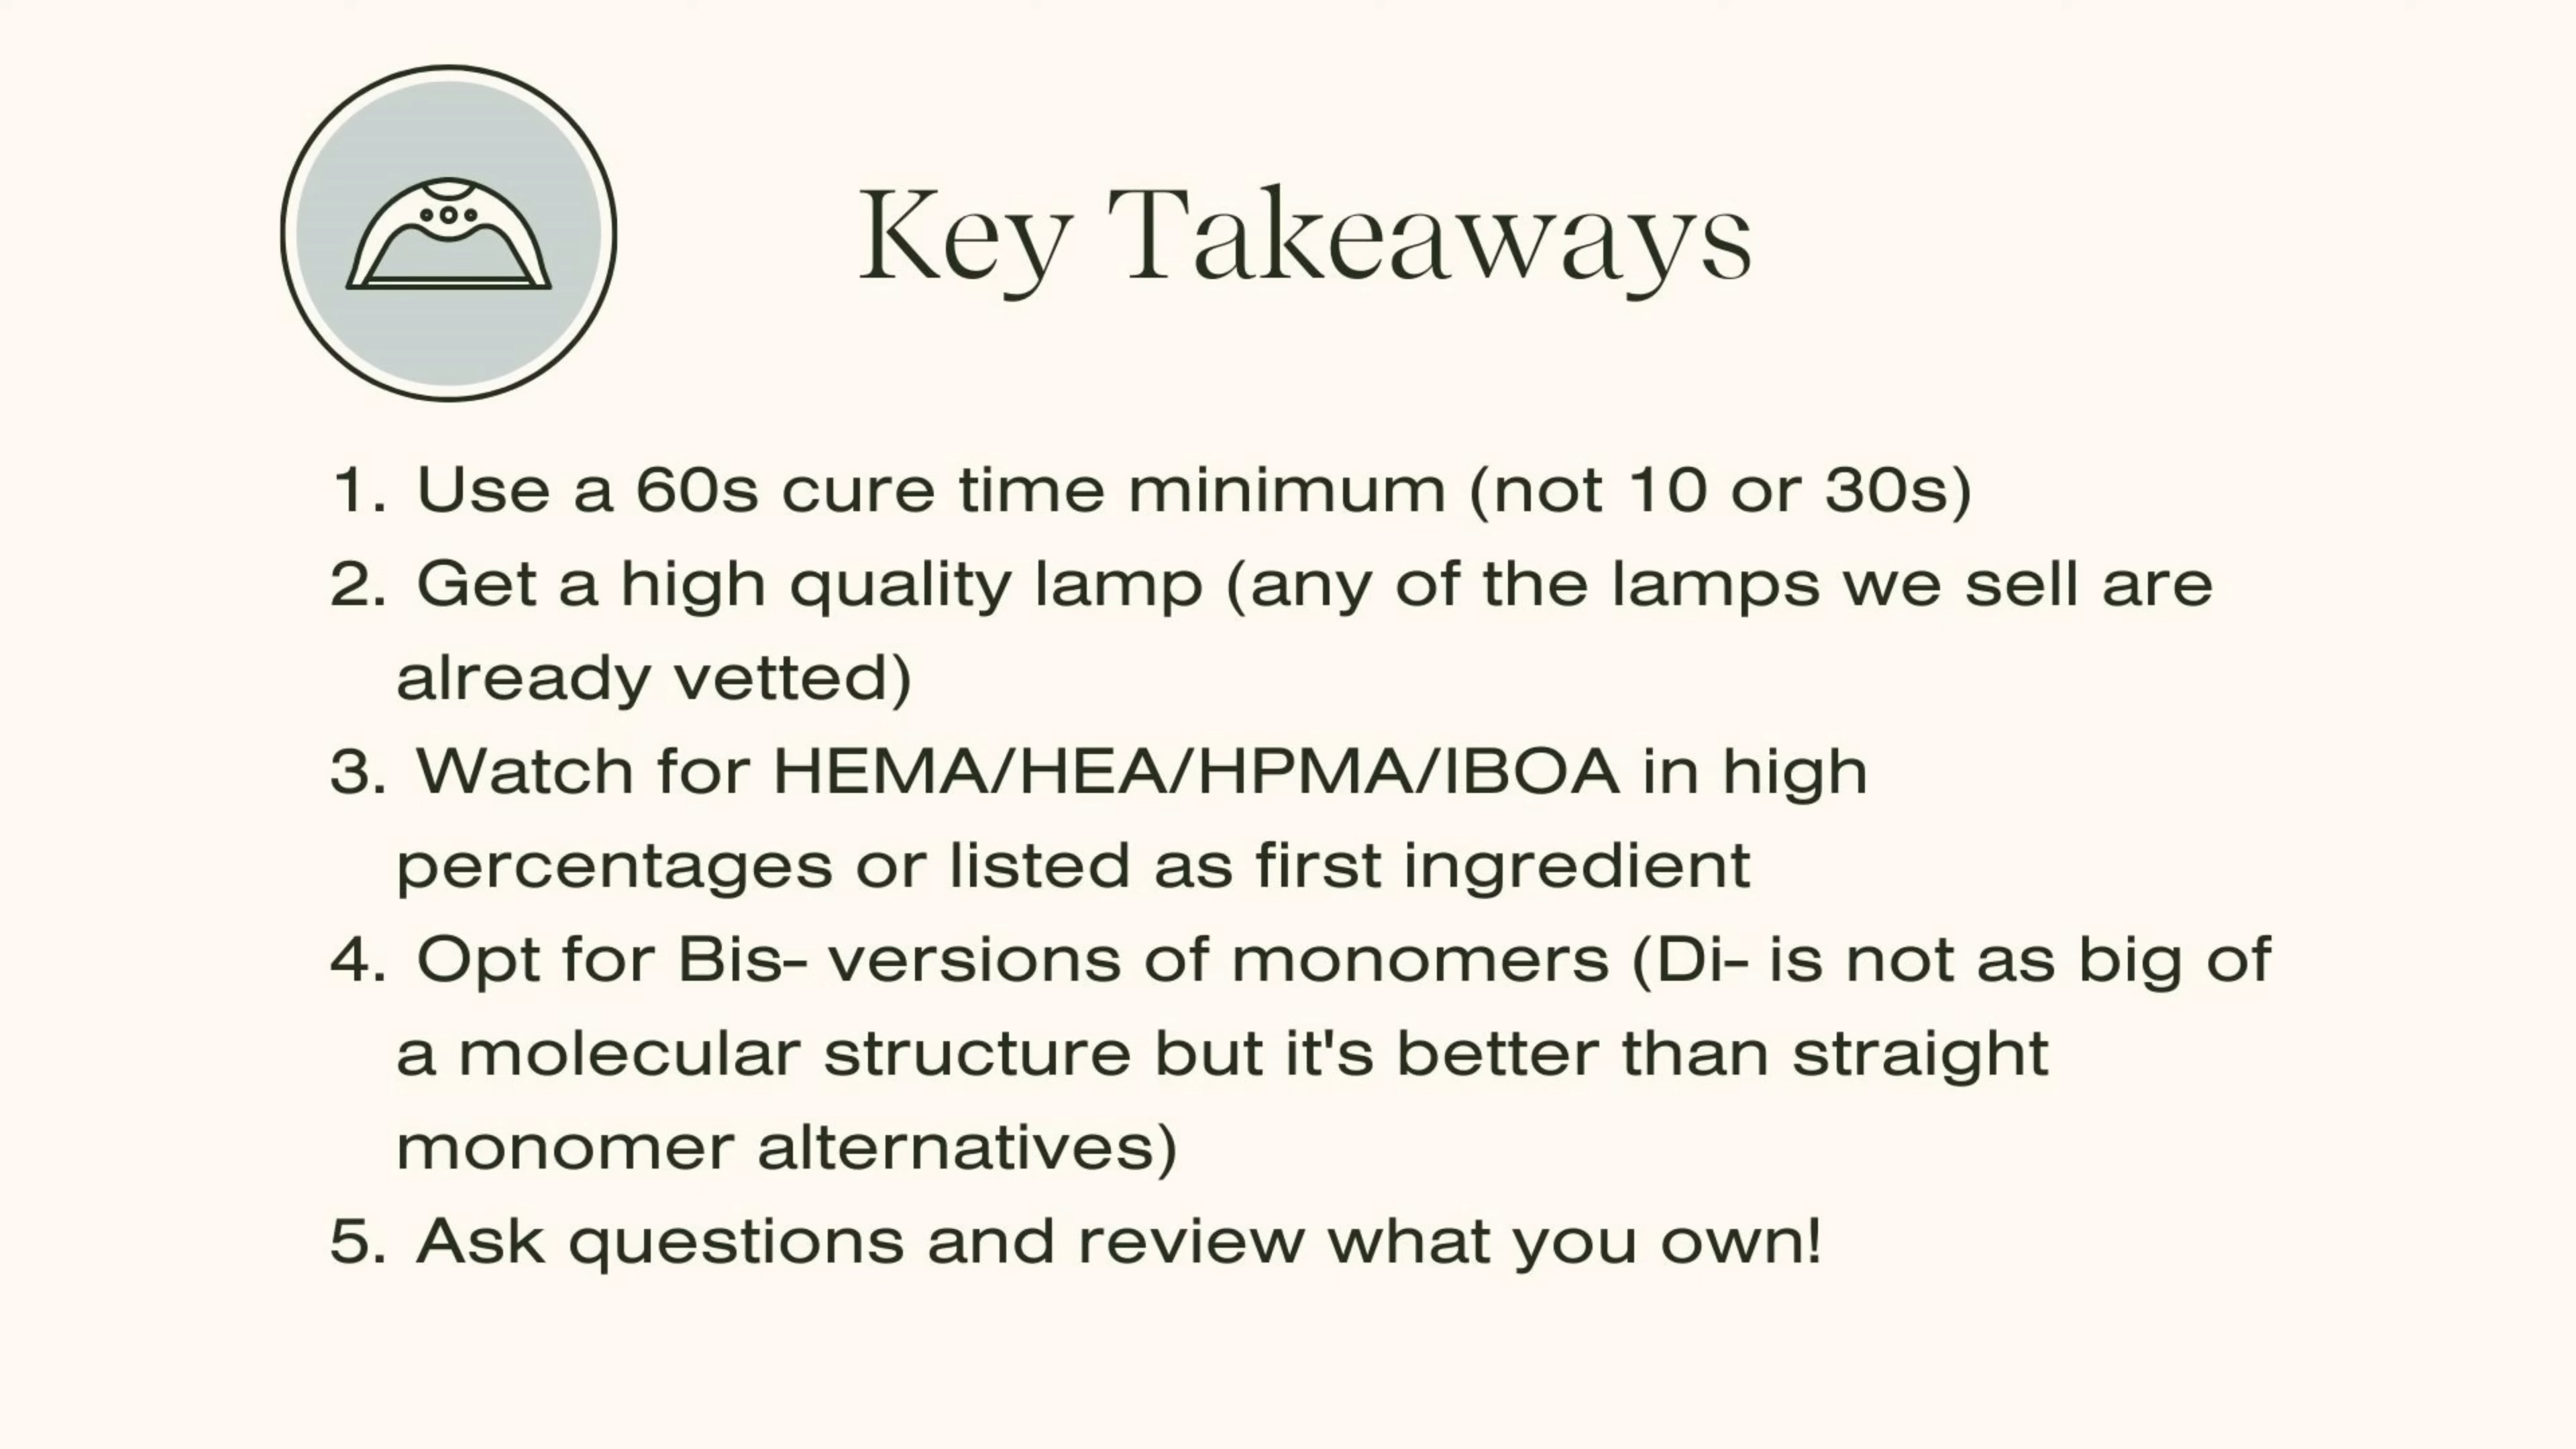 Key Takeaways
1. Use a 60s cure time minimum (not 10 or 30s)
2. Get a high quality lamp (any of the lamps we sell are
already vetted)
3. Watch for HEMA/HEA/HPMA/IBOA in high
percentages or listed as first ingredient
4. Opt for Bis- versions of monomers (Di- is not as big of
a molecular structure but it's better than straight
monomer alternatives)
5. Ask questions and review what you own!